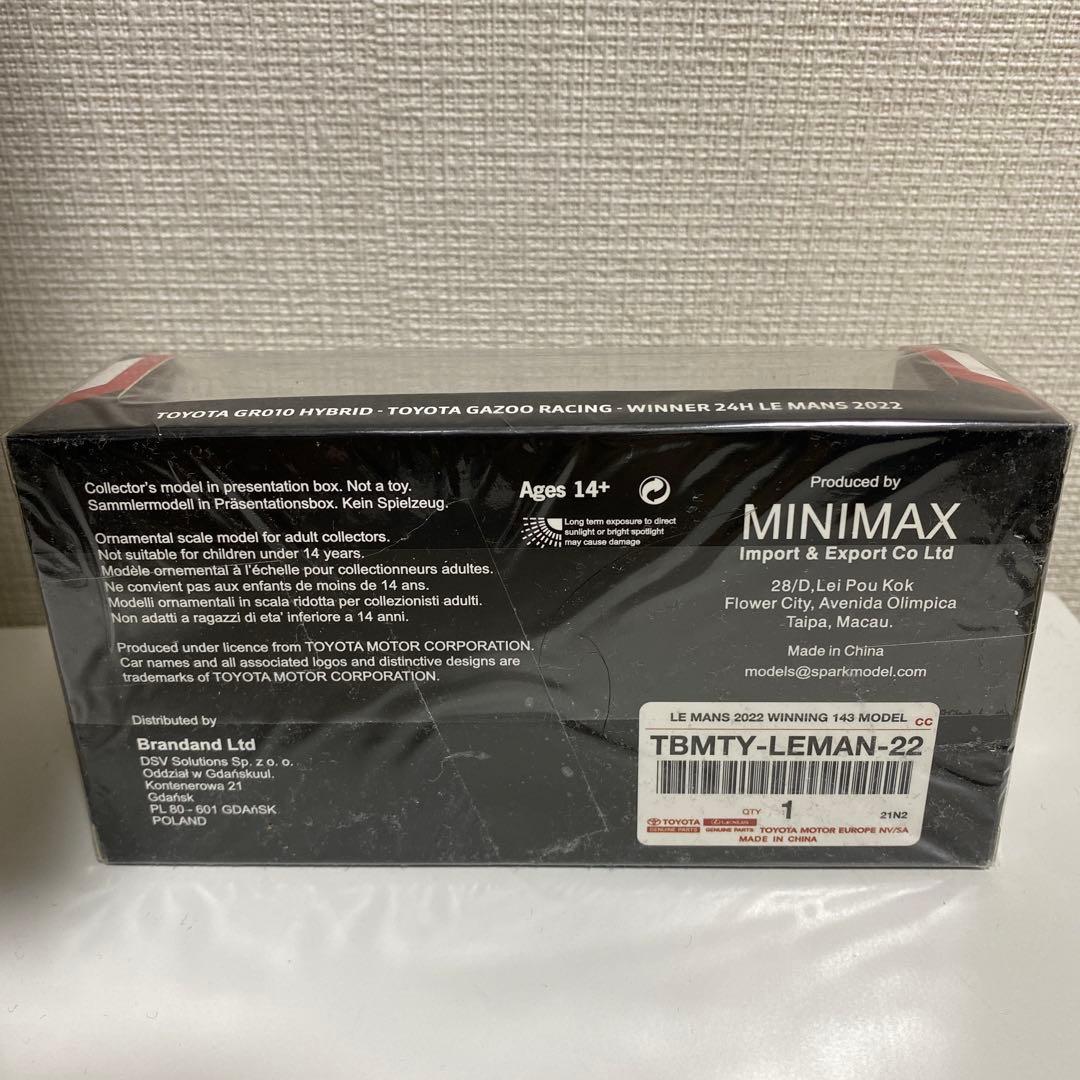 TOYOTA GR010 HYBRID - TOYOTA GAZOO RACING - WINNER 24H LE MANS 2022
Collector's model in presentation box. Not a toy.
Sammlermodell in Präsentationsbox. Kein Spielzeug.
Ornamental scale model for adult collectors.
Not suitable for children under 14 years.
Modèle ornemental à l'échelle pour collectionneurs adultes.
Ne convient pas aux enfants de moins de 14 ans.
Modelli ornamentali in scala ridotta per collezionisti adulti.
Non adatti a ragazzi di eta' inferiore a 14 anni.
Produced under licence from TOYOTA MOTOR CORPORATION.
Car names and all associated logos and distinctive designs are
trademarks of TOYOTA MOTOR CORPORATION.
Distributed by
Brandand Ltd
DSV Solutions Sp. z o. o.
Oddział w Gdańskuul.
Kontenerowa 21
Gdańsk
PL 80 - 601 GDAńSK
POLAND
Ages 14+
Long term exposure to direct
sunlight or bright spotlight
may cause damage
Produced by
MINIMAX
Import & Export Co Ltd
28/D,Lei Pou Kok
Flower City, Avenida Olimpica
Taipa, Macau.
Made in China
models@sparkmodel.com
LE MANS 2022 WINNING 143 MODEL CC
TBMTY-LEMAN-22
QTY 1 21N2
TOYOTA LEXUS
GENUINE PARTS GENUINE PARTS TOYOTA MOTOR EUROPE NV/SA
MADE IN CHINA